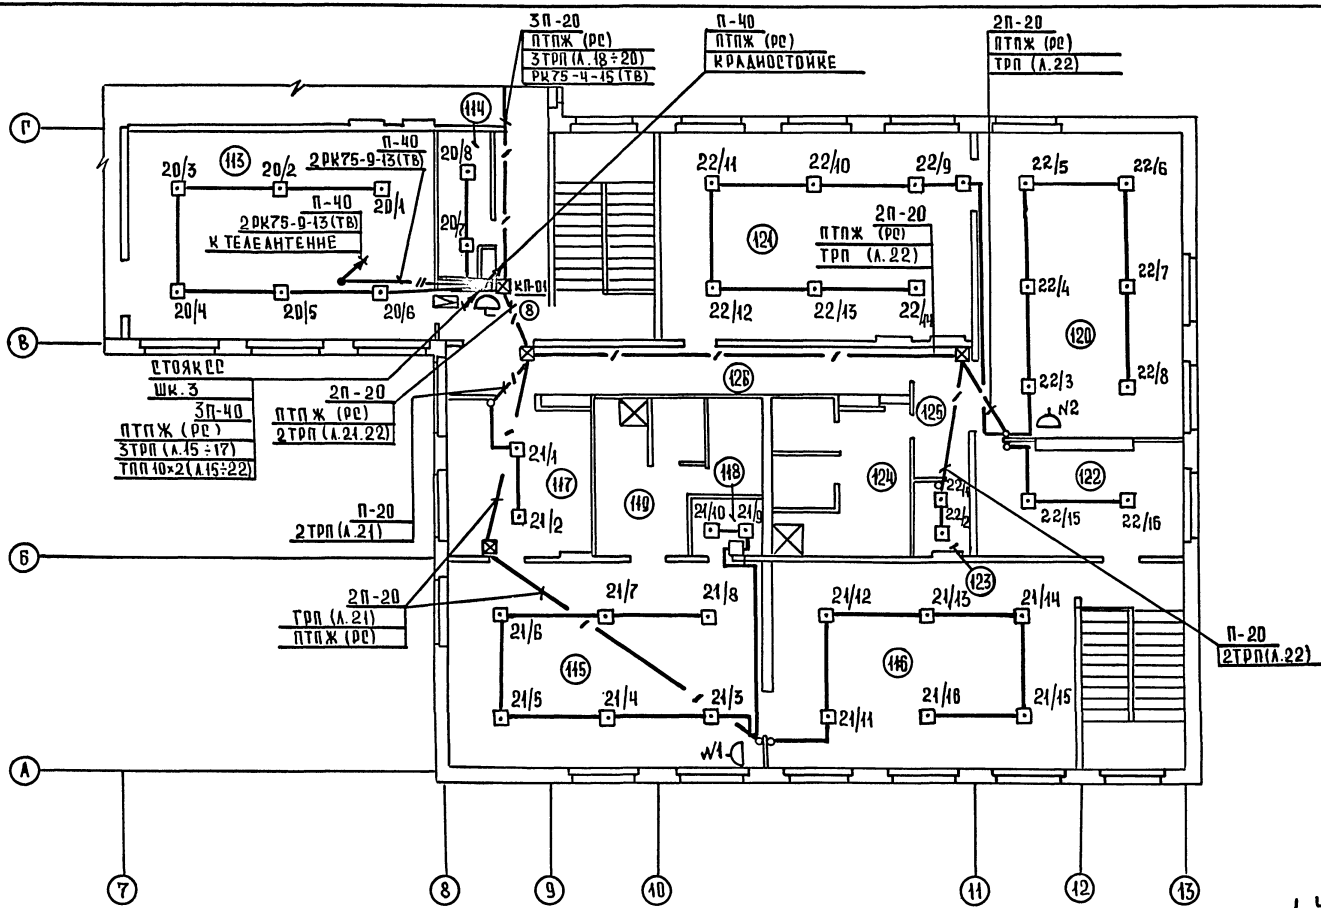 3П-20
ПТПЖ (РС)
3ТРП (Л.18÷20)
РК75-4-15 (ТВ)
П-40
ПТПЖ (РС)
К РАДИОСТОЙКЕ
2П-20
ПТПЖ (РС)
ТРП (Л.22)
Г
В
Б
А
П-40
2РК75-9-13(ТВ)
П-40
2РК75-9-13(ТВ)
К ТЕЛЕАНТЕННЕ
113
114
20/3
20/2
20/1
20/8
20/7
20/4
20/5
20/6
8
22/11
22/10
22/9
121
2П-20
ПТПЖ (РС)
ТРП (Л.22)
22/12
22/13
22/5
22/6
22/4
22/7
120
22/3
22/8
N2
СТОЯК СС
ШК. 3
3П-40
ПТПЖ (РС)
3ТРП (Л.15÷17)
ТПП 10×2 (Л.15÷22)
2П-20
ПТПЖ (РС)
2ТРП (Л.21.22)
126
125
П-20
2ТРП (Л.21)
21/1
117
21/2
119
118
21/10
21/9
124
22/1
22/2
122
22/15
22/16
123
2П-20
ТРП (Л.21)
ПТПЖ (РС)
21/6
21/7
21/8
115
21/5
21/4
21/3
N1
21/12
21/13
21/14
116
21/11
21/16
21/15
П-20
2ТРП(Л.22)
7
8
9
10
11
12
13